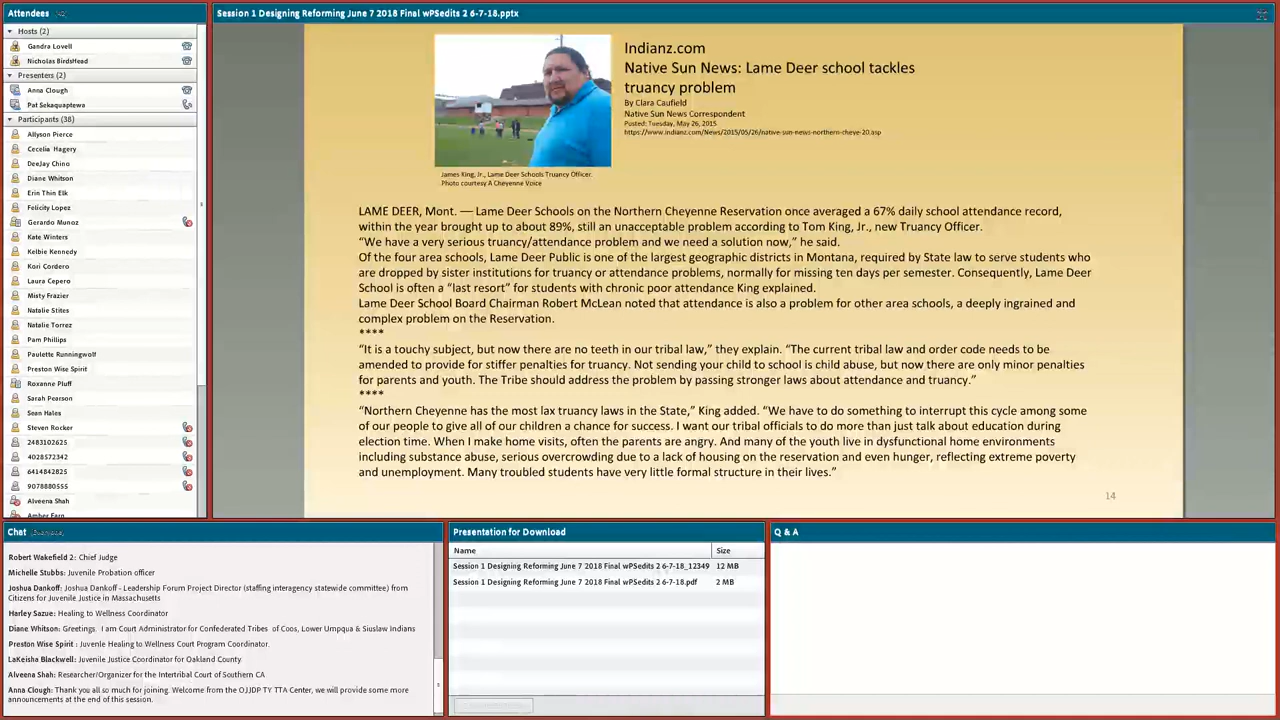 Attendees
Hosts (2)
Gandra Lovell
Nicholas BirdsHead
Presenters (2)
Anna Clough
Pat Sekaquaptewa
Participants (38)
Allyson Pierce
Cecelia Hagery
DeeJay Chino
Diane Whitson
Erin Thin Elk
Felicity Lopez
Gerardo Munoz
Kate Winters
Kelbie Kennedy
Kori Cordero
Laura Cepero
Misty Frazier
Natalie Stites
Natalie Torrez
Pam Phillips
Paulette Runningwolf
Preston Wise Spirit
Roxanne Pluff
Sarah Pearson
Sean Hales
Steven Rocker
2483102625
4028572342
6414842825
9078880555
Alveena Shah
Amber Farn
Session 1 Designing Reforming June 7 2018 Final wPSedits 2 6-7-18.pptx
Indianz.com
Native Sun News: Lame Deer school tackles
truancy problem
By Clara Caufield
Native Sun News Correspondent
Posted: Tuesday, May 26, 2015
https://www.indianz.com/News/2015/05/26/native-sun-news-northern-cheye-20.asp
James King, Jr., Lame Deer Schools Truancy Officer.
Photo courtesy A Cheyenne Voice
LAME DEER, Mont. –– Lame Deer Schools on the Northern Cheyenne Reservation once averaged a 67% daily school attendance record,
within the year brought up to about 89%, still an unacceptable problem according to Tom King, Jr., new Truancy Officer.
“We have a very serious truancy/attendance problem and we need a solution now,” he said.
Of the four area schools, Lame Deer Public is one of the largest geographic districts in Montana, required by State law to serve students who
are dropped by sister institutions for truancy or attendance problems, normally for missing ten days per semester. Consequently, Lame Deer
School is often a “last resort” for students with chronic poor attendance King explained.
Lame Deer School Board Chairman Robert McLean noted that attendance is also a problem for other area schools, a deeply ingrained and
complex problem on the Reservation.
****
“It is a touchy subject, but now there are no teeth in our tribal law,” they explain. “The current tribal law and order code needs to be
amended to provide for stiffer penalties for truancy. Not sending your child to school is child abuse, but now there are only minor penalties
for parents and youth. The Tribe should address the problem by passing stronger laws about attendance and truancy.”
****
“Northern Cheyenne has the most lax truancy laws in the State,” King added. “We have to do something to interrupt this cycle among some
of our people to give all of our children a chance for success. I want our tribal officials to do more than just talk about education during
election time. When I make home visits, often the parents are angry. And many of the youth live in dysfunctional home environments
including substance abuse, serious overcrowding due to a lack of housing on the reservation and even hunger, reflecting extreme poverty
and unemployment. Many troubled students have very little formal structure in their lives.”
14
Chat (Everyone)
Robert Wakefield 2: Chief Judge
Michelle Stubbs: Juvenile Probation officer
Joshua Dankoff: Joshua Dankoff - Leadership Forum Project Director (staffing interagency statewide committee) from
Citizens for Juvenile Justice in Massachusetts
Harley Sazue: Healing to Wellness Coordinator
Diane Whitson: Greetings. I am Court Administrator for Confederated Tribes of Coos, Lower Umpqua & Siuslaw Indians
Preston Wise Spirit : Juvenile Healing to Wellness Court Program Coordinator.
LaKeisha Blackwell: Juvenile Justice Coordinator for Oakland County
Alveena Shah: Researcher/Organizer for the Intertribal Court of Southern CA
Anna Clough: Thank you all so much for joining. Welcome from the OJJDP TY TTA Center, we will provide some more
announcements at the end of this session.
Presentation for Download
Name Size
Session 1 Designing Reforming June 7 2018 Final wPSedits 2 6-7-18_12349 12 MB
Session 1 Designing Reforming June 7 2018 Final wPSedits 2 6-7-18.pdf 2 MB
Q & A